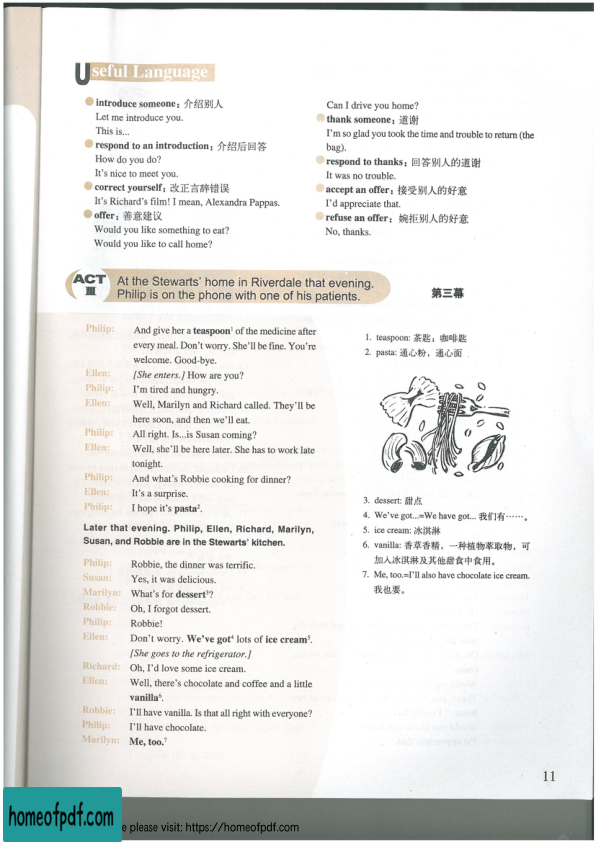 Useful Language
introduce someone：介绍别人
Let me introduce you.
This is...
respond to an introduction：介绍后回答
How do you do?
It's nice to meet you.
correct yourself：改正言辞错误
It's Richard's film! I mean, Alexandra Pappas.
offer：善意建议
Would you like something to eat?
Would you like to call home?
Can I drive you home?
thank someone：道谢
I'm so glad you took the time and trouble to return (the
bag).
respond to thanks：回答别人的道谢
It was no trouble.
accept an offer：接受别人的好意
I'd appreciate that.
refuse an offer：婉拒别人的好意
No, thanks.
ACT III
At the Stewarts' home in Riverdale that evening.
Philip is on the phone with one of his patients.
第三幕
Philip: And give her a teaspoon¹ of the medicine after
every meal. Don't worry. She'll be fine. You're
welcome. Good-bye.
Ellen: [She enters.] How are you?
Philip: I'm tired and hungry.
Ellen: Well, Marilyn and Richard called. They'll be
here soon, and then we'll eat.
Philip: All right. Is...is Susan coming?
Ellen: Well, she'll be here later. She has to work late
tonight.
Philip: And what's Robbie cooking for dinner?
Ellen: It's a surprise.
Philip: I hope it's pasta².
Later that evening. Philip, Ellen, Richard, Marilyn,
Susan, and Robbie are in the Stewarts' kitchen.
Philip: Robbie, the dinner was terrific.
Susan: Yes, it was delicious.
Marilyn: What's for dessert³?
Robbie: Oh, I forgot dessert.
Philip: Robbie!
Ellen: Don't worry. We've got⁴ lots of ice cream⁵.
[She goes to the refrigerator.]
Richard: Oh, I'd love some ice cream.
Ellen: Well, there's chocolate and coffee and a little
vanilla⁶.
Robbie: I'll have vanilla. Is that all right with everyone?
Philip: I'll have chocolate.
Marilyn: Me, too.⁷
1. teaspoon: 茶匙；咖啡匙
2. pasta: 通心粉，通心面
3. dessert: 甜点
4. We've got...=We have got... 我们有……。
5. ice cream: 冰淇淋
6. vanilla: 香草香精，一种植物萃取物，可
加入冰淇淋及其他甜食中食用。
7. Me, too.=I'll also have chocolate ice cream.
我也要。
11
homeofpdf.com
e please visit: https://homeofpdf.com